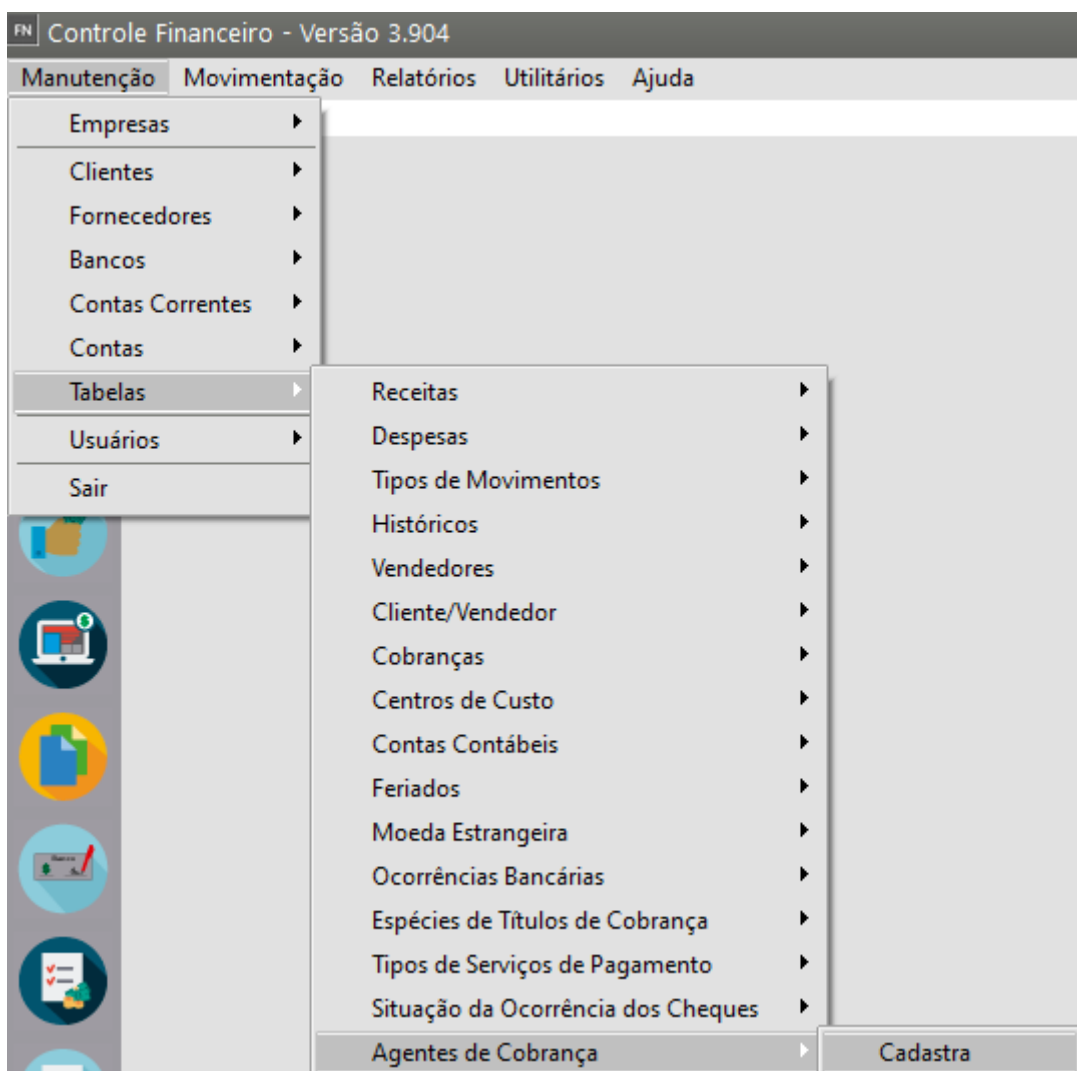 FN Controle Financeiro - Versão 3.904
Manutenção Movimentação Relatórios Utilitários Ajuda
Empresas
Clientes
Fornecedores
Bancos
Contas Correntes
Contas
Tabelas
Usuários
Sair
Receitas
Despesas
Tipos de Movimentos
Históricos
Vendedores
Cliente/Vendedor
Cobranças
Centros de Custo
Contas Contábeis
Feriados
Moeda Estrangeira
Ocorrências Bancárias
Espécies de Títulos de Cobrança
Tipos de Serviços de Pagamento
Situação da Ocorrência dos Cheques
Agentes de Cobrança
Cadastra